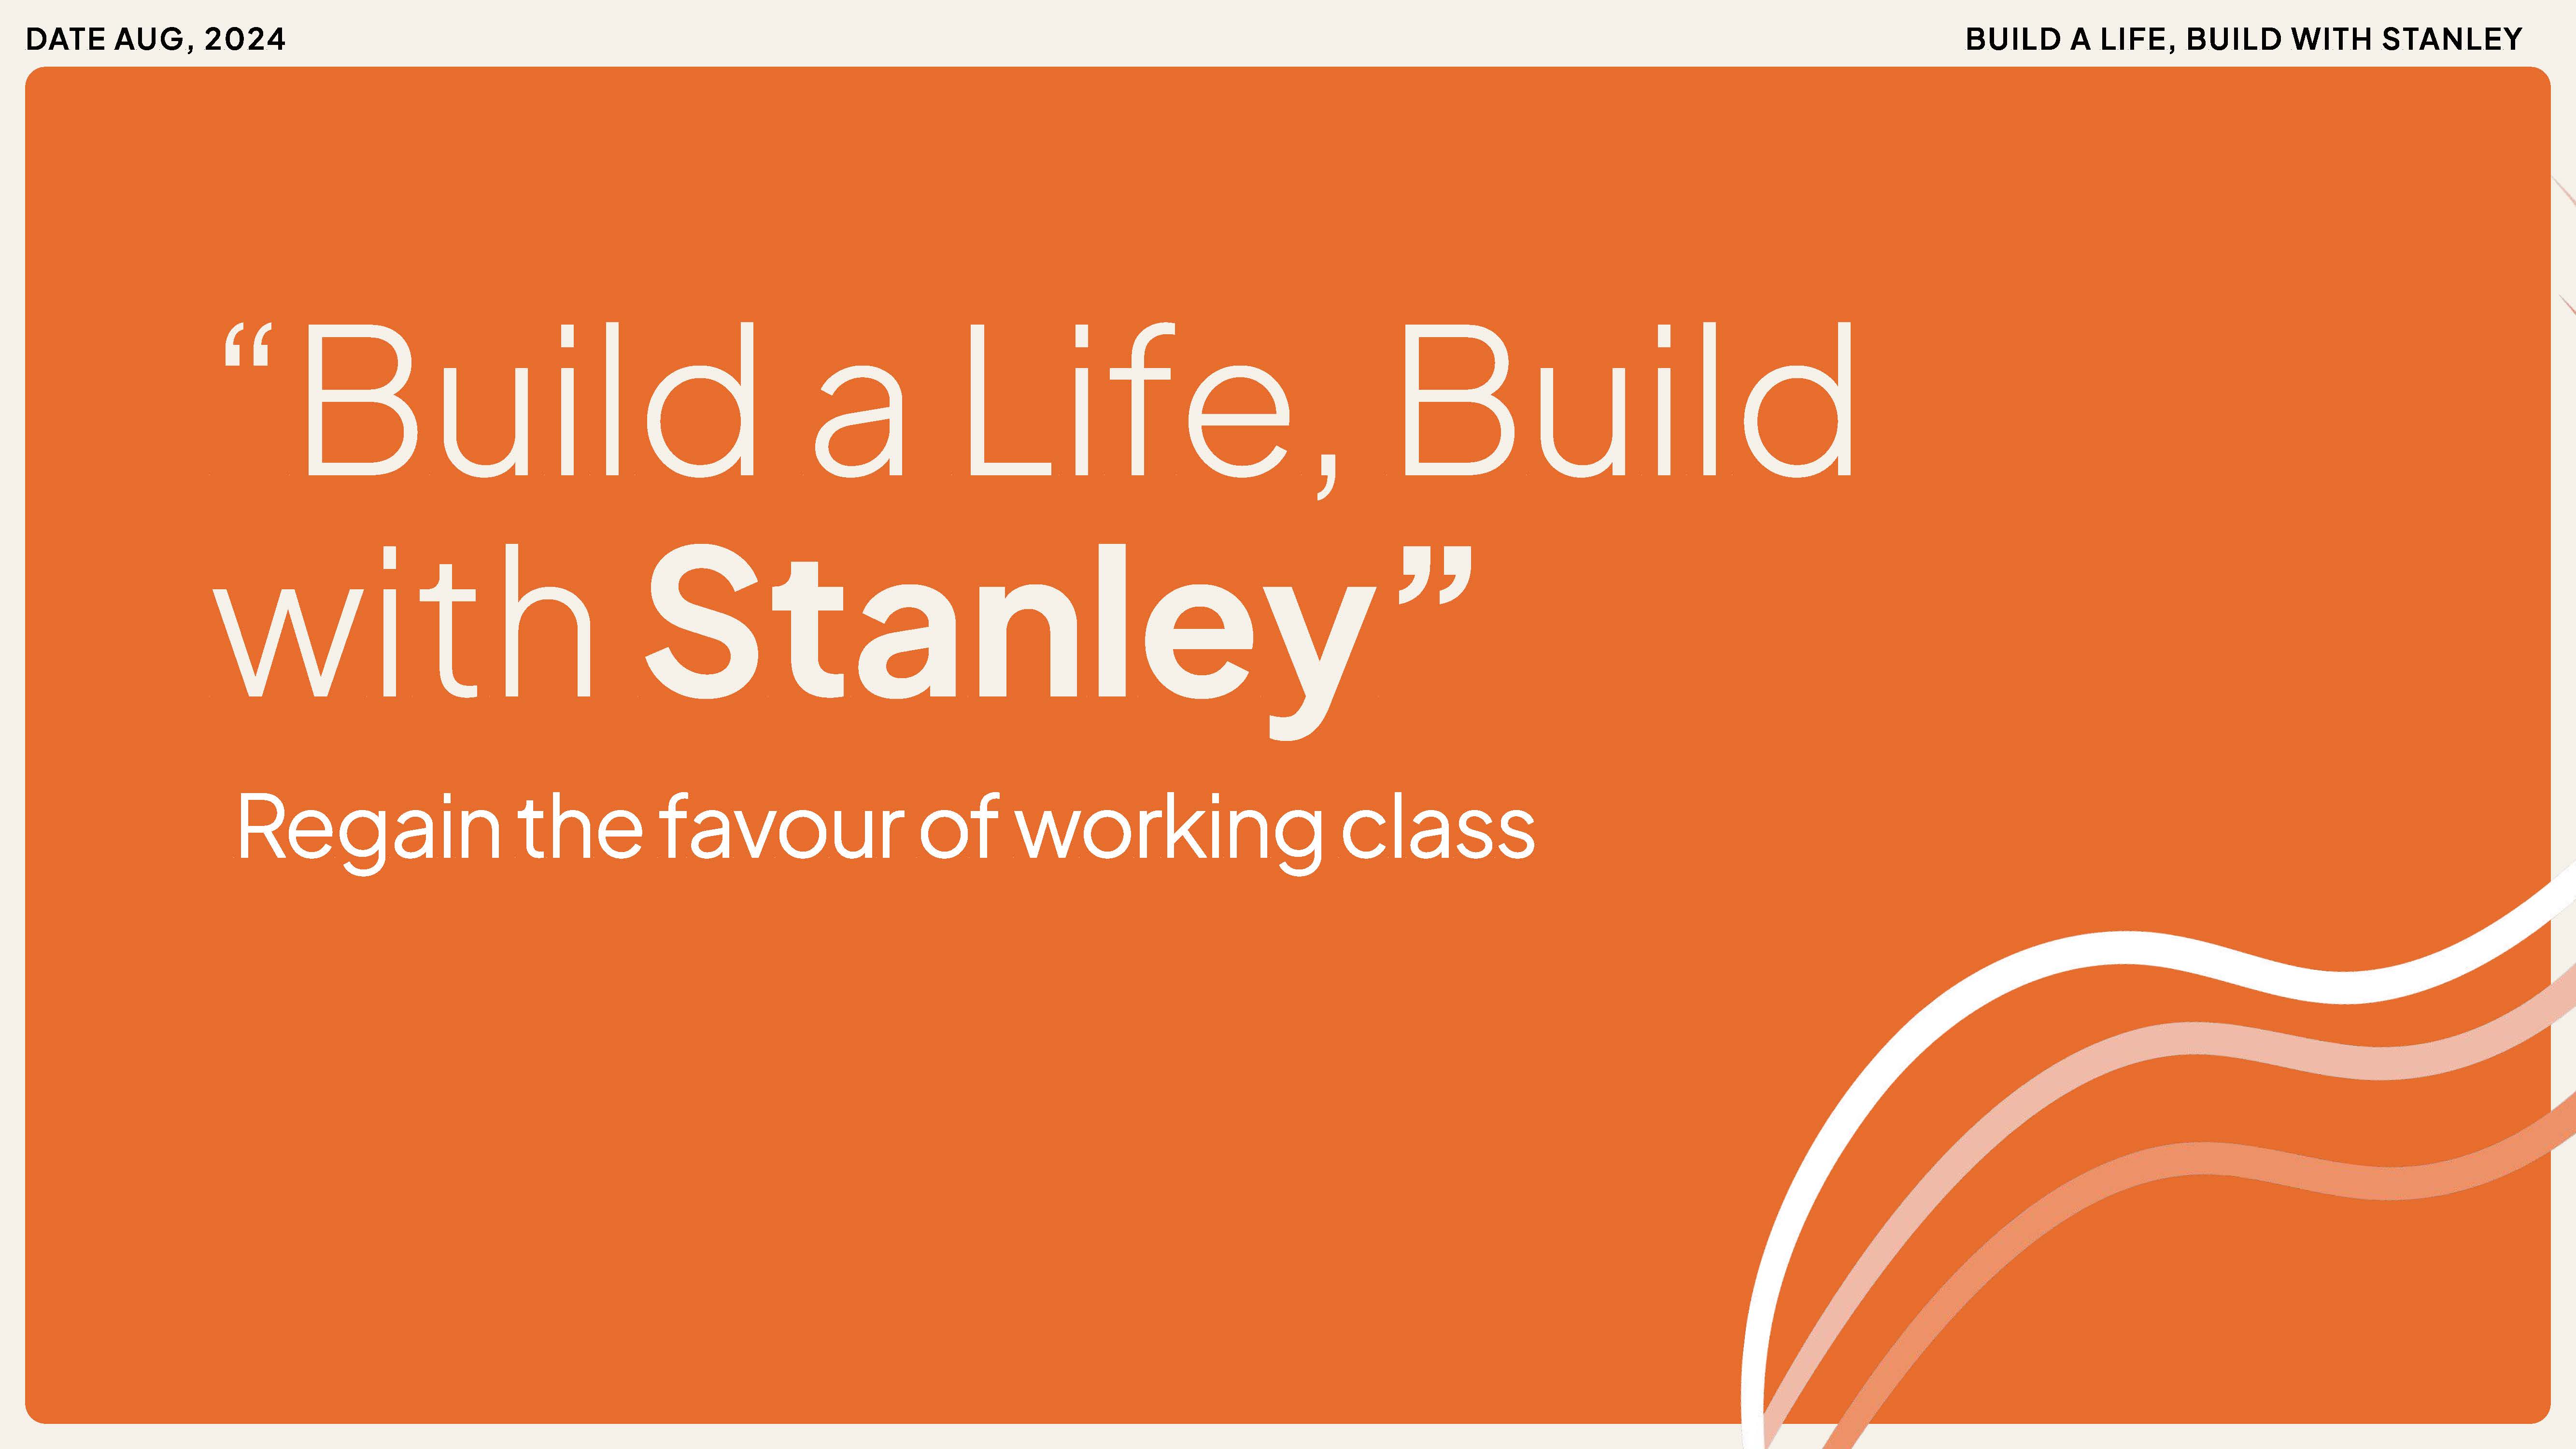 DATE AUG, 2024
BUILD A LIFE, BUILD WITH STANLEY
“Build a Life, Build
with Stanley”
Regain the favour of working class